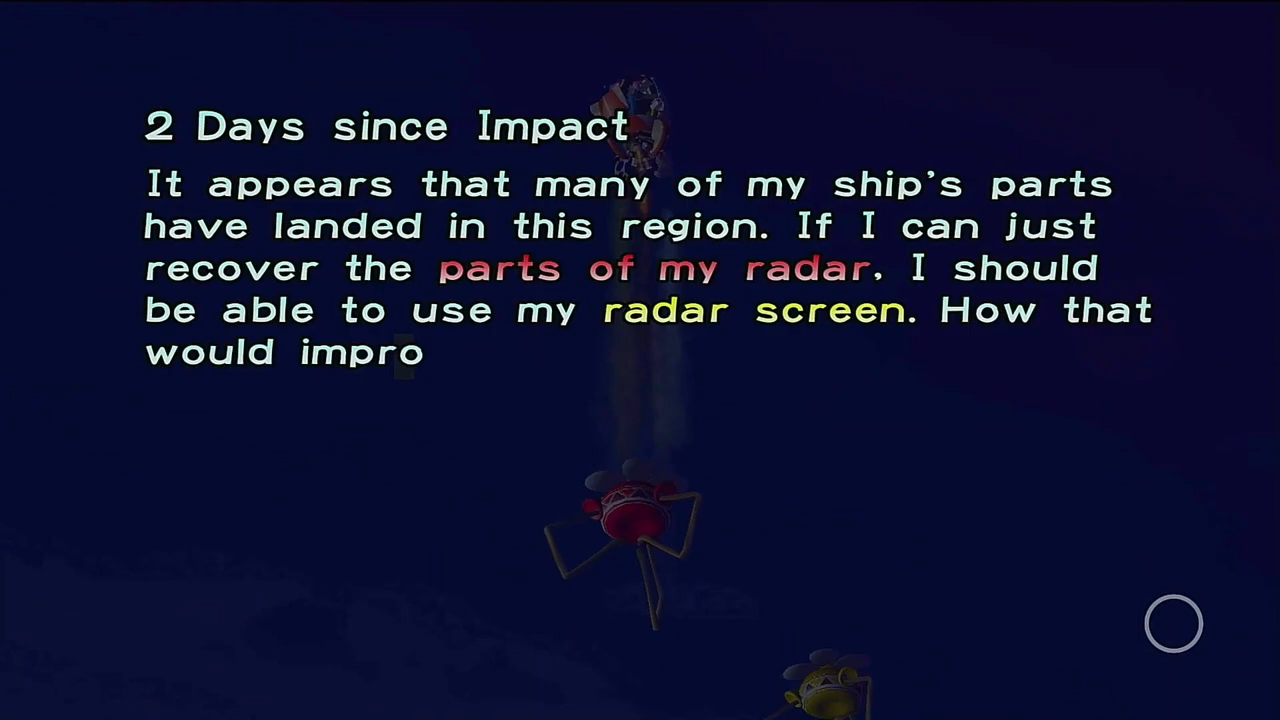 2 Days since Impact
It appears that many of my ship's parts
have landed in this region. If I can just
recover the parts of my radar, I should
be able to use my radar screen. How that
would impro